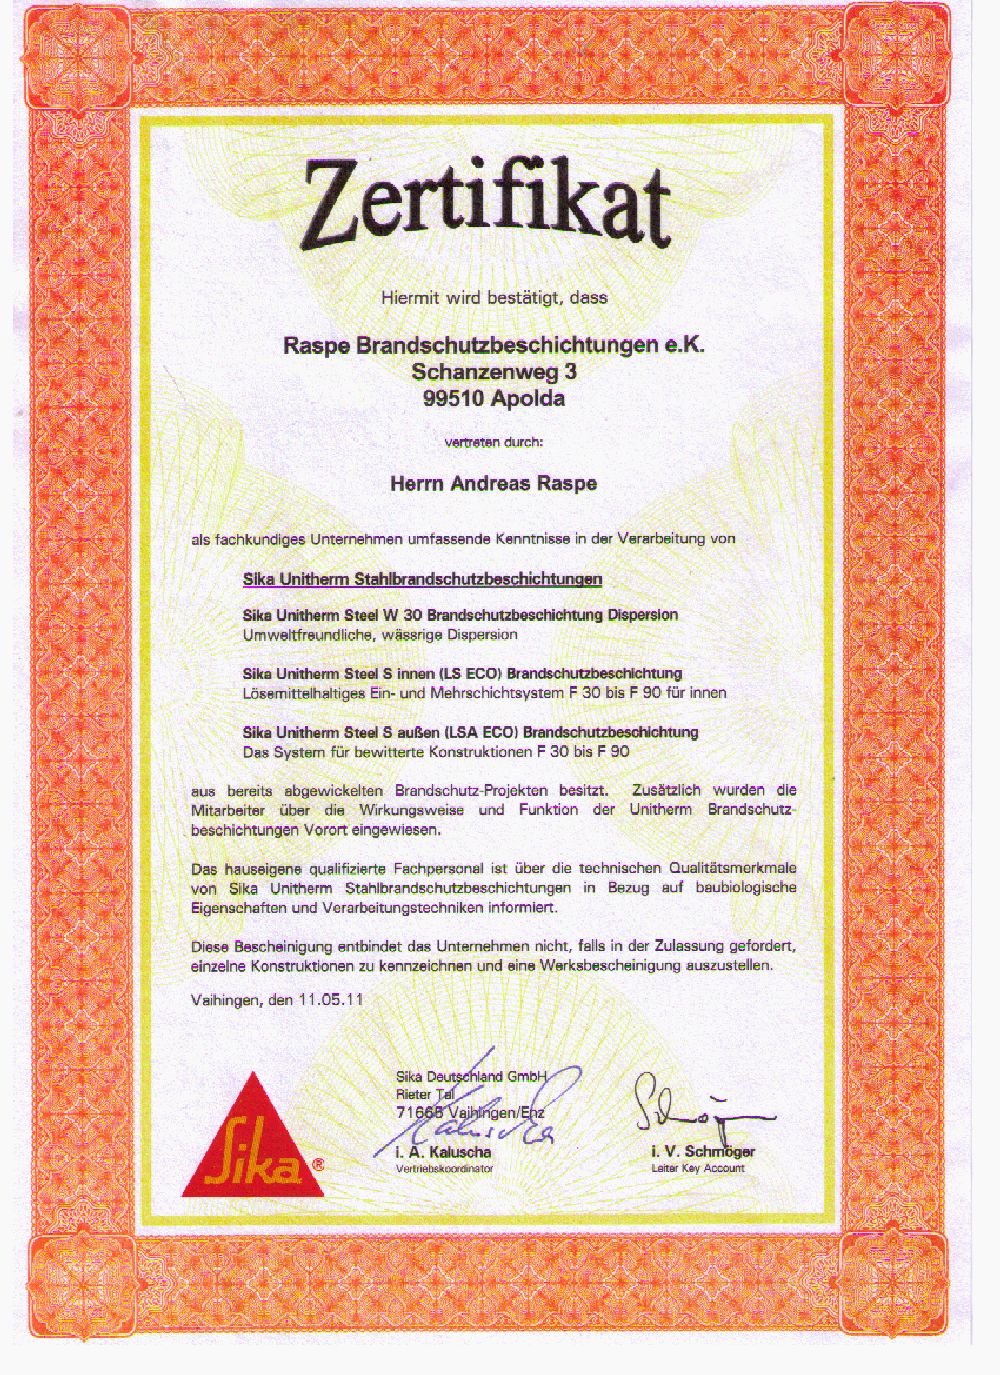 Zertifikat
Hiermit wird bestätigt, dass
Raspe Brandschutzbeschichtungen e.K.
Schanzenweg 3
99510 Apolda
vertreten durch:
Herrn Andreas Raspe
als fachkundiges Unternehmen umfassende Kenntnisse in der Verarbeitung von
Sika Unitherm Stahlbrandschutzbeschichtungen
Sika Unitherm Steel W 30 Brandschutzbeschichtung Dispersion
Umweltfreundliche, wässrige Dispersion
Sika Unitherm Steel S innen (LS ECO) Brandschutzbeschichtung
Lösemittelhaltiges Ein- und Mehrschichtsystem F 30 bis F 90 für innen
Sika Unitherm Steel S außen (LSA ECO) Brandschutzbeschichtung
Das System für bewitterte Konstruktionen F 30 bis F 90
aus bereits abgewickelten Brandschutz-Projekten besitzt. Zusätzlich wurden die
Mitarbeiter über die Wirkungsweise und Funktion der Unitherm Brandschutz-
beschichtungen Vorort eingewiesen.
Das hauseigene qualifizierte Fachpersonal ist über die technischen Qualitätsmerkmale
von Sika Unitherm Stahlbrandschutzbeschichtungen in Bezug auf baubiologische
Eigenschaften und Verarbeitungstechniken informiert.
Diese Bescheinigung entbindet das Unternehmen nicht, falls in der Zulassung gefordert,
einzelne Konstruktionen zu kennzeichnen und eine Werksbescheinigung auszustellen.
Vaihingen, den 11.05.11
Sika Deutschland GmbH
Rieter Tal
71665 Vaihingen/Enz
i. A. Kaluscha
Vertriebskoordinator
i. V. Schmöger
Leiter Key Account
Sika ®